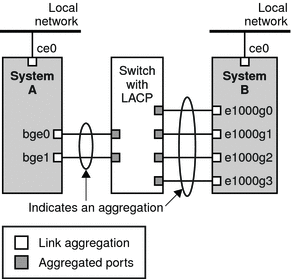 Local
network
Local
network
ce0
ce0
System
A
Switch
with
LACP
System
B
bge0
bge1
e1000g0
e1000g1
e1000g2
e1000g3
Indicates an aggregation
Link aggregation
Aggregated ports